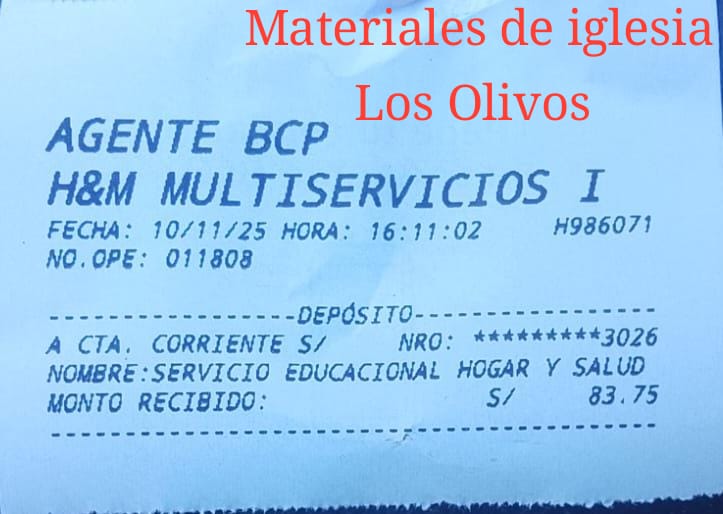 Materiales de iglesia
Los Olivos
AGENTE BCP
H&M MULTISERVICIOS I
FECHA: 10/11/25 HORA: 16:11:02 H986071
NO.OPE: 011808
------------------DEPÓSITO------------------
A CTA. CORRIENTE S/ NRO: *********3026
NOMBRE:SERVICIO EDUCACIONAL HOGAR Y SALUD
MONTO RECIBIDO: S/ 83.75